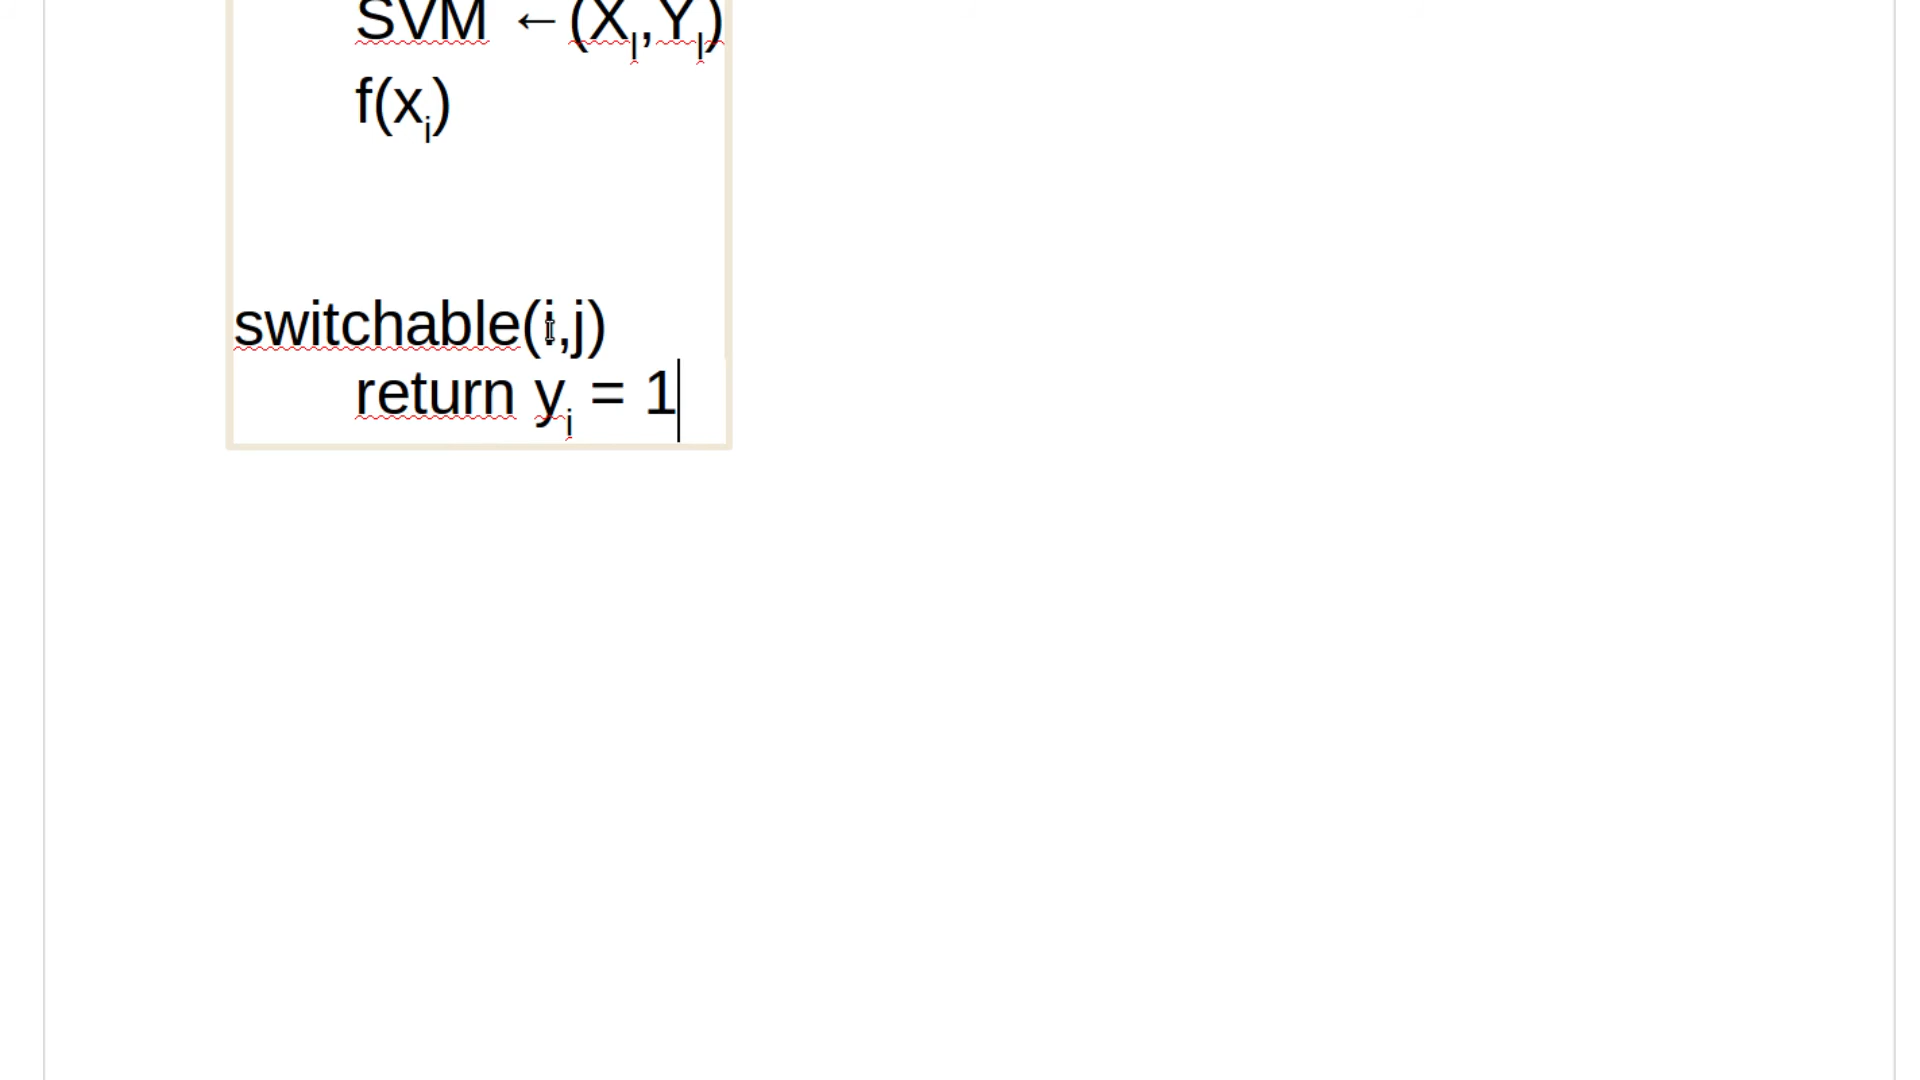 SVM ←(Xl,Yl)
f(xi)
switchable(i,j)
return yi = 1